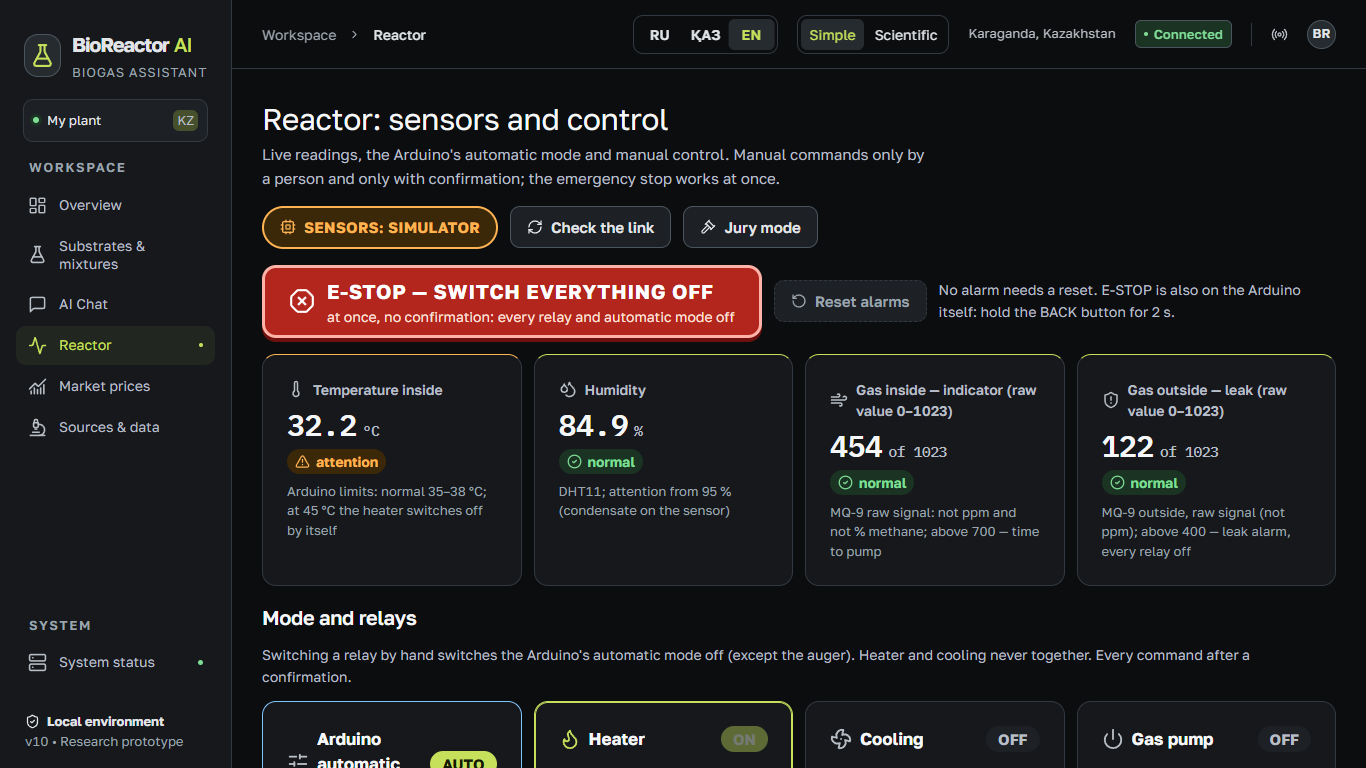 BioReactor AI
BIOGAS ASSISTANT
My plant
KZ
WORKSPACE
Overview
Substrates &
mixtures
AI Chat
Reactor
Market prices
Sources & data
SYSTEM
System status
Local environment
v10 • Research prototype
Workspace › Reactor
RU ҚАЗ EN
Simple Scientific
Karaganda, Kazakhstan
Connected
BR
Reactor: sensors and control
Live readings, the Arduino's automatic mode and manual control. Manual commands only by
a person and only with confirmation; the emergency stop works at once.
SENSORS: SIMULATOR
Check the link
Jury mode
E-STOP — SWITCH EVERYTHING OFF
at once, no confirmation: every relay and automatic mode off
Reset alarms
No alarm needs a reset. E-STOP is also on the Arduino
itself: hold the BACK button for 2 s.
Temperature inside
32.2 °C
attention
Arduino limits: normal 35–38 °C;
at 45 °C the heater switches off
by itself
Humidity
84.9 %
normal
DHT11; attention from 95 %
(condensate on the sensor)
Gas inside — indicator (raw
value 0–1023)
454 of 1023
normal
MQ-9 raw signal: not ppm and
not % methane; above 700 — time
to pump
Gas outside — leak (raw
value 0–1023)
122 of 1023
normal
MQ-9 outside, raw signal (not
ppm); above 400 — leak alarm,
every relay off
Mode and relays
Switching a relay by hand switches the Arduino's automatic mode off (except the auger). Heater and cooling never together. Every command after a
confirmation.
Arduino
automatic
AUTO
Heater
ON
Cooling
OFF
Gas pump
OFF